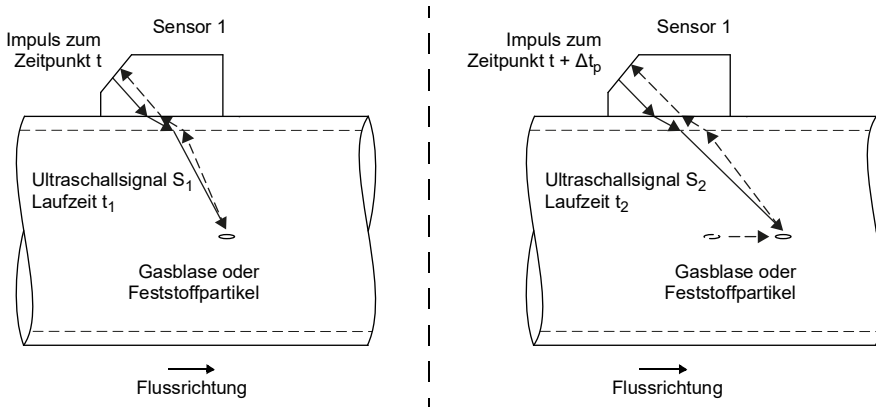 Sensor 1
Impuls zum
Zeitpunkt t
Ultraschallsignal S₁
Laufzeit t₁
Gasblase oder
Feststoffpartikel
Flussrichtung
Sensor 1
Impuls zum
Zeitpunkt t + Δtₚ
Ultraschallsignal S₂
Laufzeit t₂
Gasblase oder
Feststoffpartikel
Flussrichtung